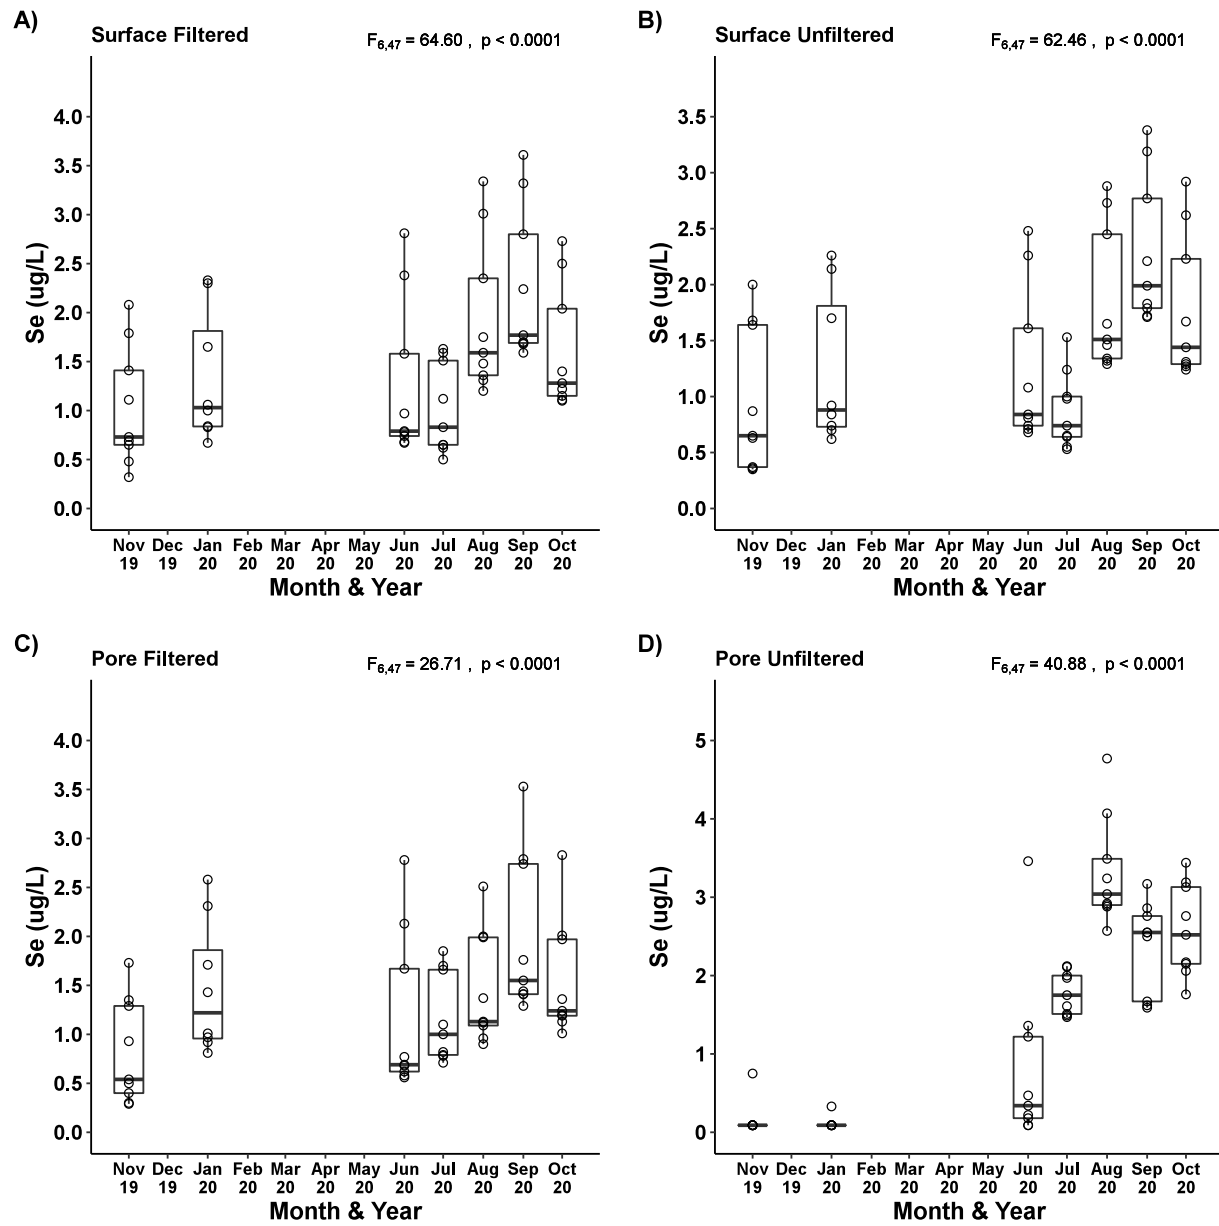 A)
Surface Filtered
F6,47 = 64.60 , p < 0.0001
4.0
3.5
3.0
2.5
2.0
1.5
1.0
0.5
0.0
Se (ug/L)
Nov Dec Jan Feb Mar Apr May Jun Jul Aug Sep Oct
19 19 20 20 20 20 20 20 20 20 20 20
Month & Year
B)
Surface Unfiltered
F6,47 = 62.46 , p < 0.0001
3.5
3.0
2.5
2.0
1.5
1.0
0.5
0.0
Se (ug/L)
Nov Dec Jan Feb Mar Apr May Jun Jul Aug Sep Oct
19 19 20 20 20 20 20 20 20 20 20 20
Month & Year
C)
Pore Filtered
F6,47 = 26.71 , p < 0.0001
4.0
3.5
3.0
2.5
2.0
1.5
1.0
0.5
0.0
Se (ug/L)
Nov Dec Jan Feb Mar Apr May Jun Jul Aug Sep Oct
19 19 20 20 20 20 20 20 20 20 20 20
Month & Year
D)
Pore Unfiltered
F6,47 = 40.88 , p < 0.0001
5
4
3
2
1
0
Se (ug/L)
Nov Dec Jan Feb Mar Apr May Jun Jul Aug Sep Oct
19 19 20 20 20 20 20 20 20 20 20 20
Month & Year